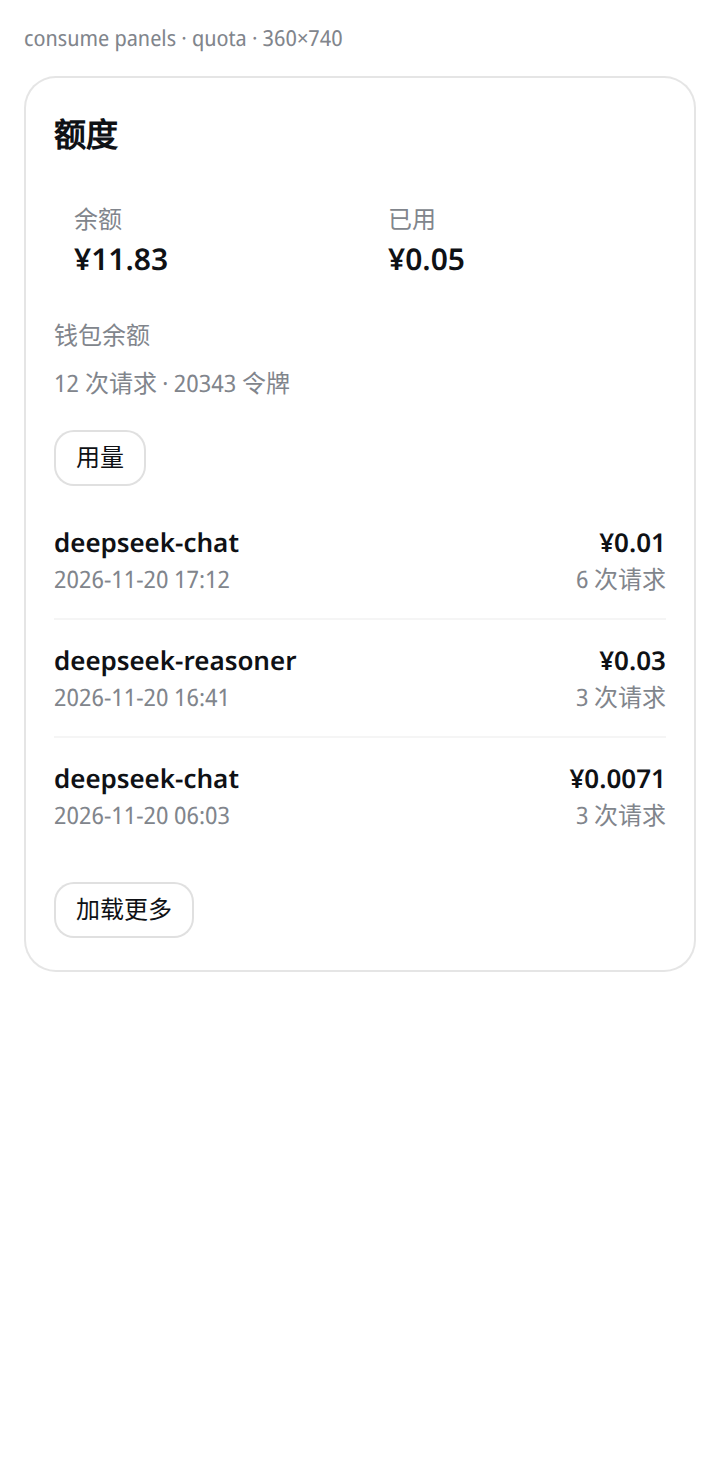 consume panels · quota · 360×740
额度
余额 已用
¥11.83 ¥0.05
钱包余额
12 次请求 · 20343 令牌
用量
deepseek-chat ¥0.01
2026-11-20 17:12 6 次请求
deepseek-reasoner ¥0.03
2026-11-20 16:41 3 次请求
deepseek-chat ¥0.0071
2026-11-20 06:03 3 次请求
加载更多